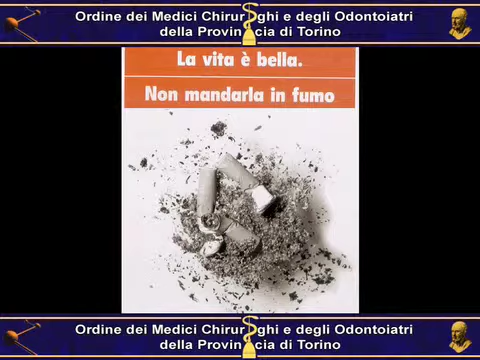 Ordine dei Medici Chirurghi e degli Odontoiatri
della Provincia di Torino
La vita è bella.
Non mandarla in fumo
Ordine dei Medici Chirurghi e degli Odontoiatri
della Provincia di Torino